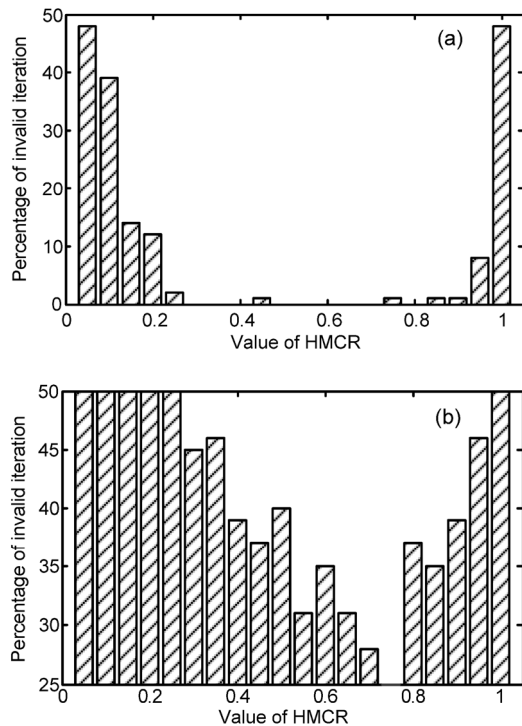 (a)
Percentage of invalid iteration
50
40
30
20
10
0
0 0.2 0.4 0.6 0.8 1
Value of HMCR
(b)
Percentage of invalid iteration
50
45
40
35
30
25
0 0.2 0.4 0.6 0.8 1
Value of HMCR